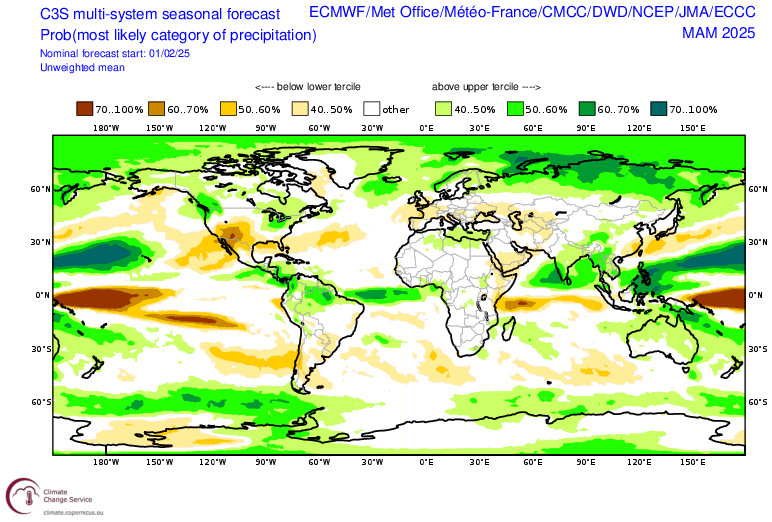 C3S multi-system seasonal forecast ECMWF/Met Office/Météo-France/CMCC/DWD/NCEP/JMA/ECCC
Prob(most likely category of precipitation) MAM 2025
Nominal forecast start: 01/02/25
Unweighted mean
<---- below lower tercile above upper tercile ---->
70..100% 60..70% 50..60% 40..50% other 40..50% 50..60% 60..70% 70..100%
180°W 150°W 120°W 90°W 60°W 30°W 0°E 30°E 60°E 90°E 120°E 150°E
60°N 60°N
30°N 30°N
0°N 0°N
30°S 30°S
60°S 60°S
180°W 150°W 120°W 90°W 60°W 30°W 0°E 30°E 60°E 90°E 120°E 150°E
Climate
Change Service
climate.copernicus.eu